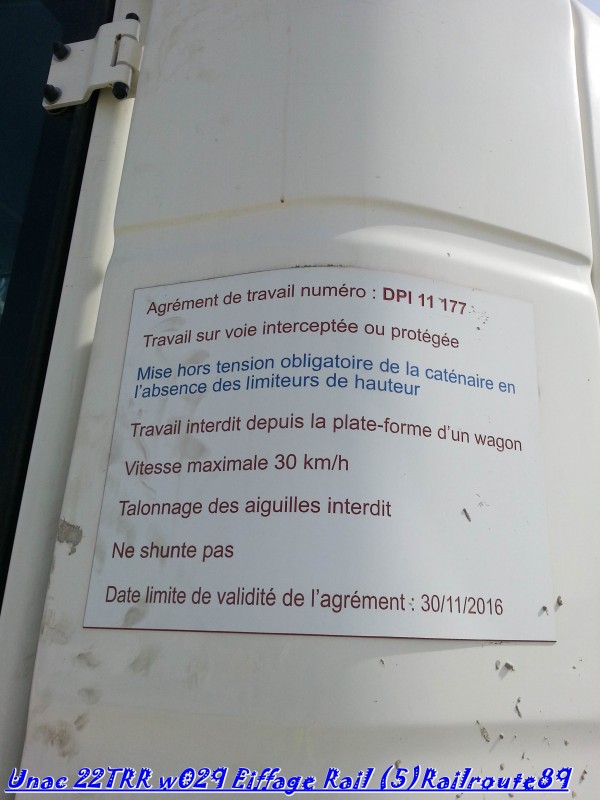 Agrément de travail numéro : DPI 11 177
Travail sur voie interceptée ou protégée
Mise hors tension obligatoire de la caténaire en
l'absence des limiteurs de hauteur
Travail interdit depuis la plate-forme d'un wagon
Vitesse maximale 30 km/h
Talonnage des aiguilles interdit
Ne shunte pas
Date limite de validité de l'agrément : 30/11/2016
Unac 22TRR w029 Eiffage Rail (5)Railroute89